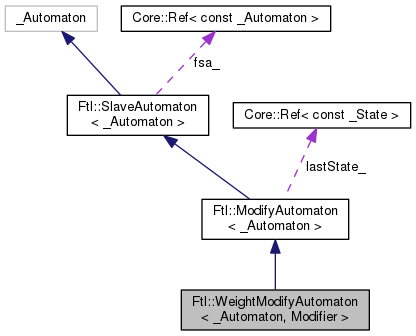 _Automaton
Core::Ref< const _Automaton >
fsa_
Ftl::SlaveAutomaton
< _Automaton >
Core::Ref< const _State >
lastState_
Ftl::ModifyAutomaton
< _Automaton >
Ftl::WeightModifyAutomaton
< _Automaton, Modifier >